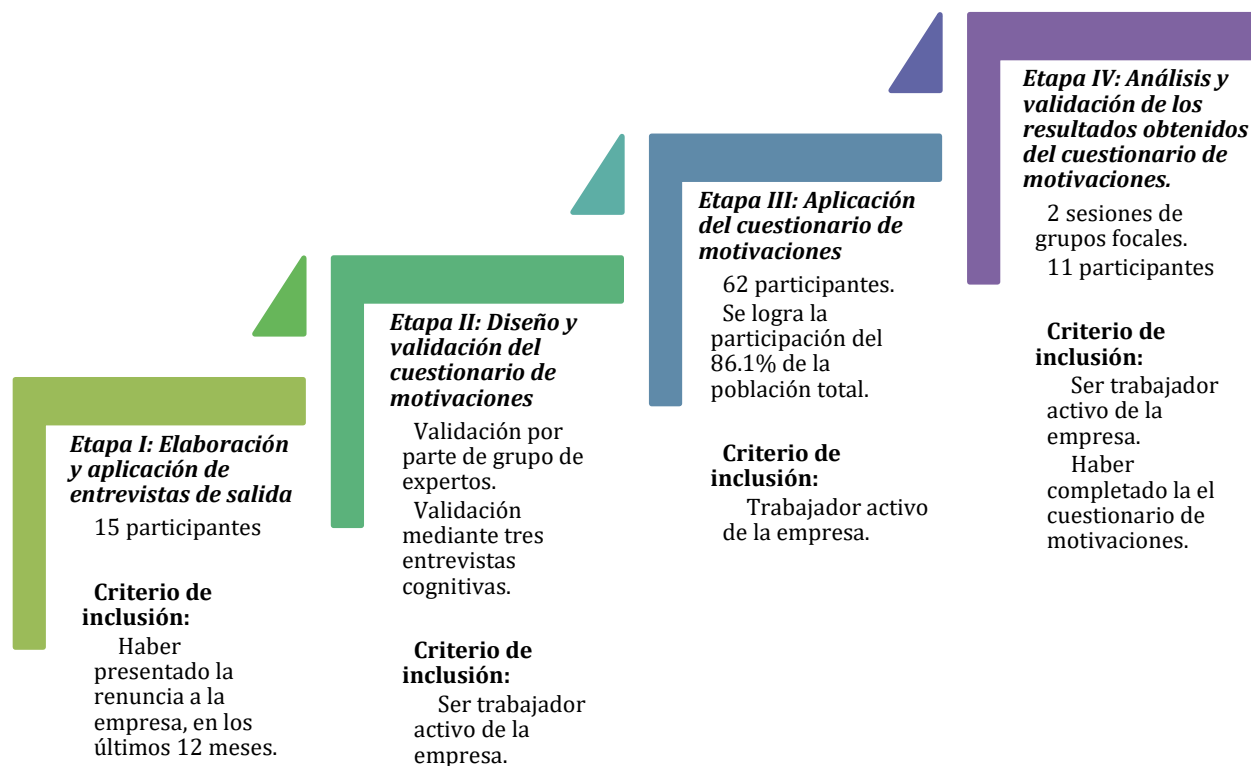 Etapa I: Elaboración
y aplicación de
entrevistas de salida
15 participantes
Criterio de
inclusión:
Haber
presentado la
renuncia a la
empresa, en los
últimos 12 meses.
Etapa II: Diseño y
validación del
cuestionario de
motivaciones
Validación por
parte de grupo de
expertos.
Validación
mediante tres
entrevistas
cognitivas.
Criterio de
inclusión:
Ser trabajador
activo de la
empresa.
Etapa III: Aplicación
del cuestionario de
motivaciones
62 participantes.
Se logra la
participación del
86.1% de la
población total.
Criterio de
inclusión:
Trabajador activo
de la empresa.
Etapa IV: Análisis y
validación de los
resultados obtenidos
del cuestionario de
motivaciones.
2 sesiones de
grupos focales.
11 participantes
Criterio de
inclusión:
Ser trabajador
activo de la
empresa.
Haber
completado la el
cuestionario de
motivaciones.